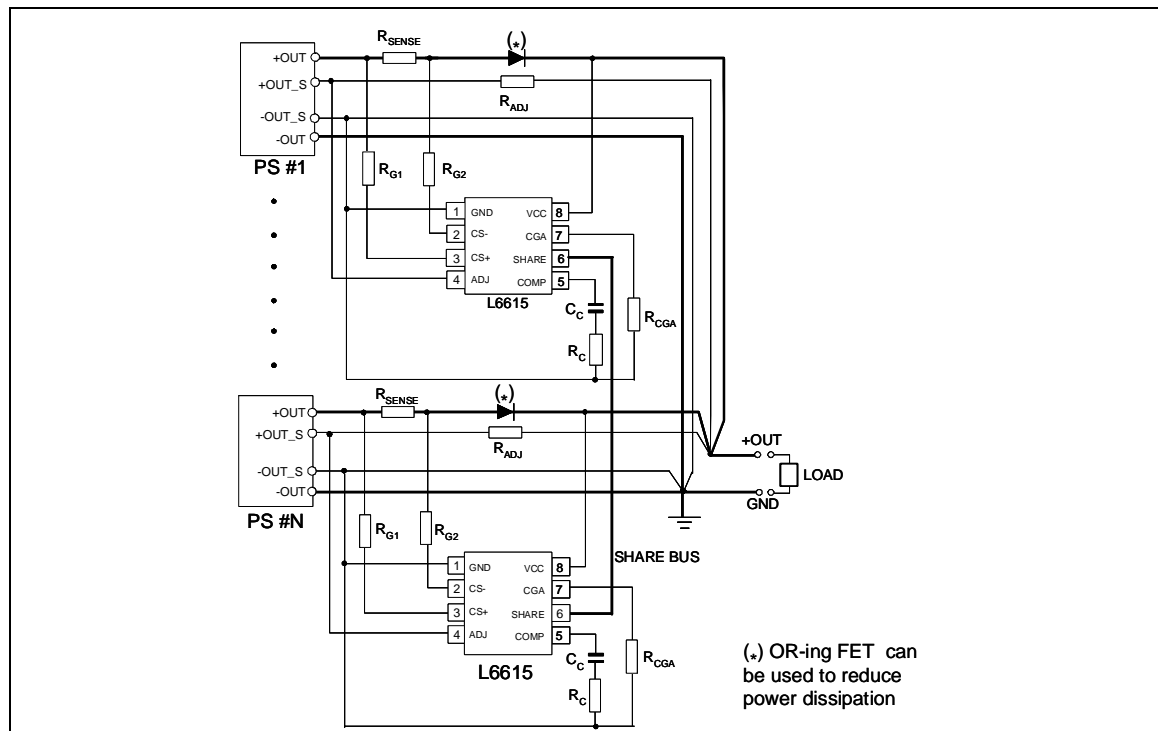 R_SENSE
(*)
+OUT
+OUT_S
R_ADJ
-OUT_S
-OUT
PS #1
R_G1
R_G2
1 GND VCC 8
2 CS- CGA 7
3 CS+ SHARE 6
4 ADJ COMP 5
L6615
C_C
R_CGA
R_C
R_SENSE
(*)
+OUT
+OUT_S
R_ADJ
-OUT_S
-OUT
PS #N
+OUT
LOAD
GND
R_G1
R_G2
SHARE BUS
1 GND VCC 8
2 CS- CGA 7
3 CS+ SHARE 6
4 ADJ COMP 5
L6615
C_C
R_CGA
R_C
(*) OR-ing FET can
be used to reduce
power dissipation